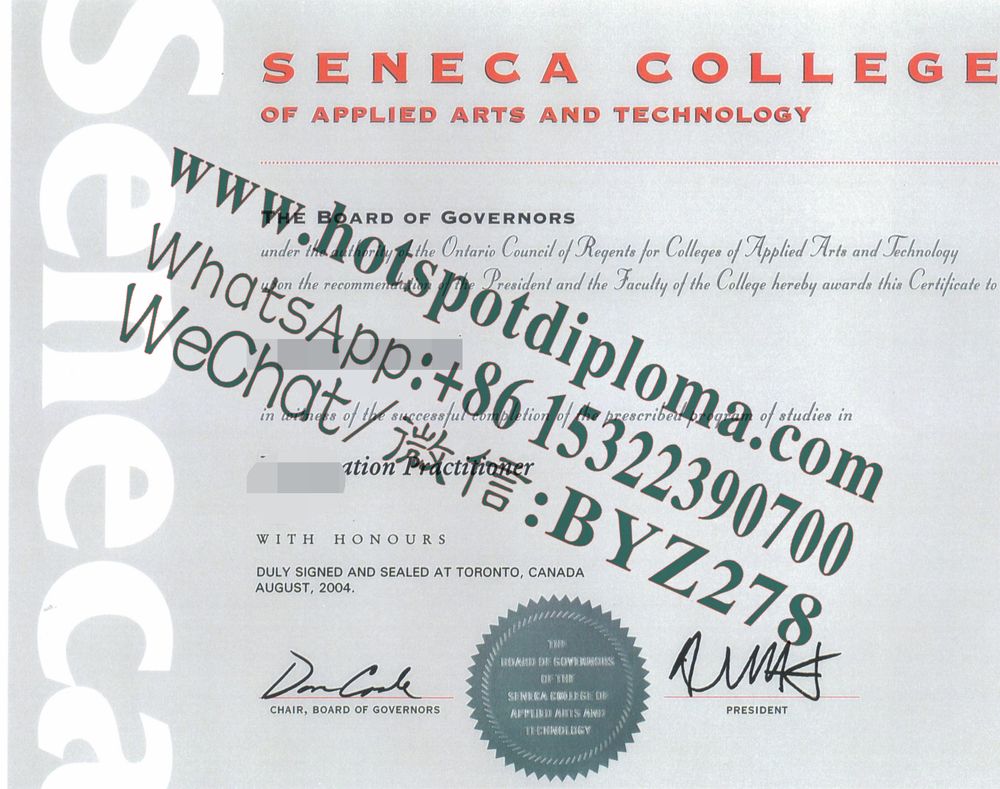 Seneca
SENECA COLLEGE
OF APPLIED ARTS AND TECHNOLOGY
THE BOARD OF GOVERNORS
under the authority of the Ontario Council of Regents for Colleges of Applied Arts and Technology
upon the recommendation of the President and the Faculty of the College hereby awards this Certificate to
in witness of the successful completion of the prescribed program of studies in
ation Practitioner
WITH HONOURS
DULY SIGNED AND SEALED AT TORONTO, CANADA
AUGUST, 2004.
www.hotspotdiploma.com
WhatsApp:+86 15322390700
WeChat/微信:BYZ278
THE
BOARD OF GOVERNORS
OF THE
SENECA COLLEGE OF
APPLIED ARTS AND
TECHNOLOGY
CHAIR, BOARD OF GOVERNORS
PRESIDENT